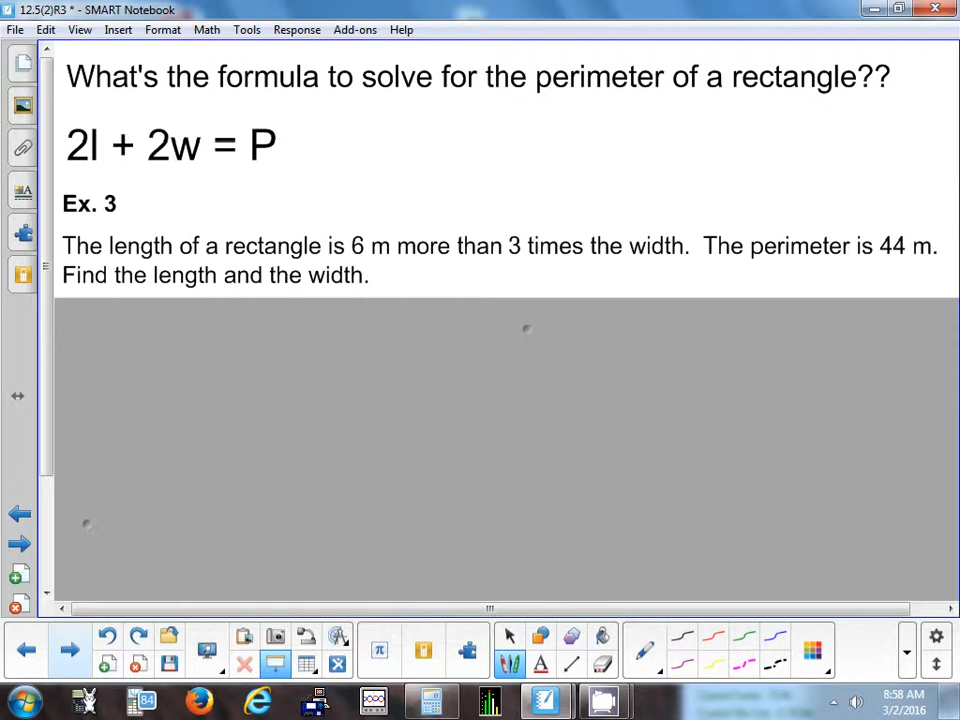 12.5(2)R3 * - SMART Notebook
File Edit View Insert Format Math Tools Response Add-ons Help
What's the formula to solve for the perimeter of a rectangle??
2l + 2w = P
Ex. 3
The length of a rectangle is 6 m more than 3 times the width. The perimeter is 44 m.
Find the length and the width.
π
A
84
8:58 AM
3/2/2016